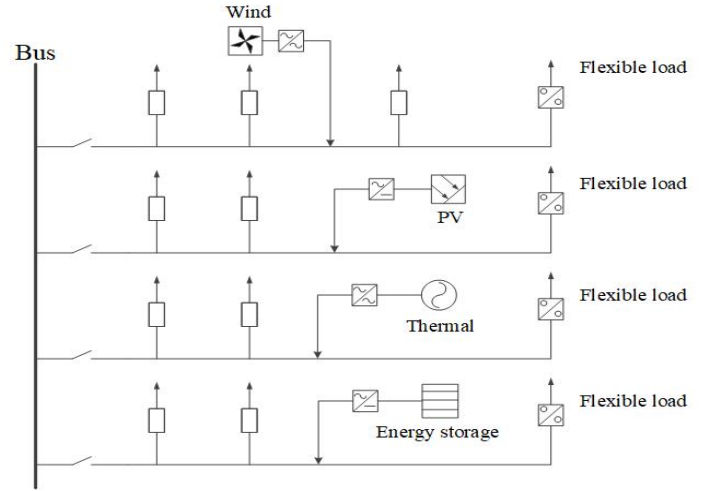 Wind
Bus
Flexible load
Flexible load
PV
Flexible load
Thermal
Flexible load
Energy storage